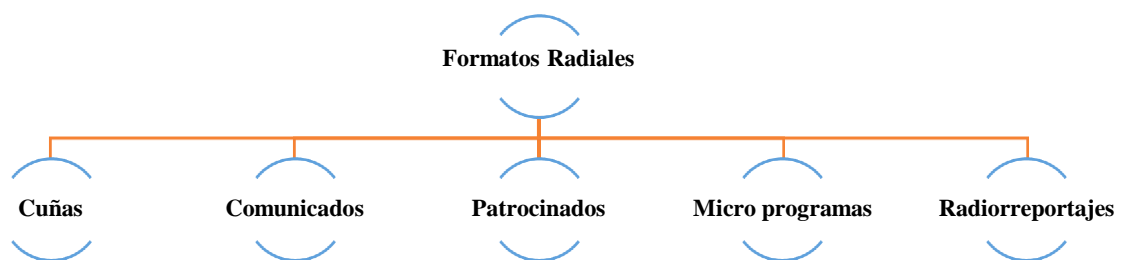 Formatos Radiales
Cuñas
Comunicados
Patrocinados
Micro programas
Radiorreportajes